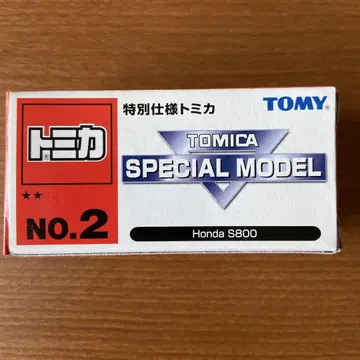 トミカ
★★
NO.2
特別仕様トミカ
TOMY
TOMICA
SPECIAL MODEL
Honda S800